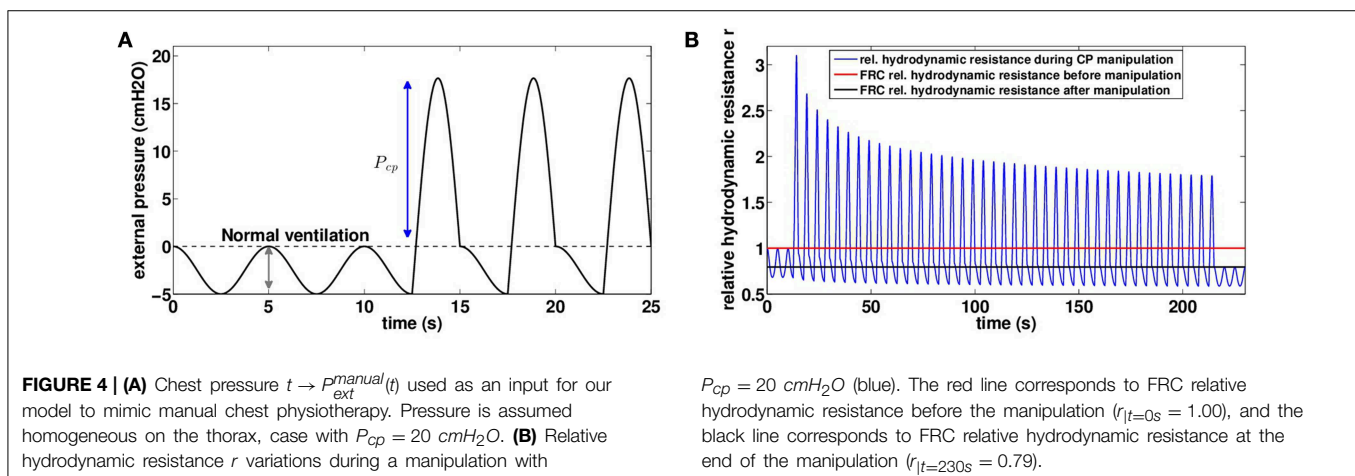 A
external pressure (cmH2O)
20
15
10
5
0
−5
P_cp
Normal ventilation
0
5
10
15
20
25
time (s)
B
relative hydrodynamic resistance r
3
2.5
2
1.5
1
0.5
rel. hydrodynamic resistance during CP manipulation
FRC rel. hydrodynamic resistance before manipulation
FRC rel. hydrodynamic resistance after manipulation
0
50
100
150
200
time (s)
FIGURE 4 | (A) Chest pressure t → P_ext^manual(t) used as an input for our
model to mimic manual chest physiotherapy. Pressure is assumed
homogeneous on the thorax, case with P_cp = 20 cmH₂O. (B) Relative
hydrodynamic resistance r variations during a manipulation with
P_cp = 20 cmH₂O (blue). The red line corresponds to FRC relative
hydrodynamic resistance before the manipulation (r|t=0s = 1.00), and the
black line corresponds to FRC relative hydrodynamic resistance at the
end of the manipulation (r|t=230s = 0.79).